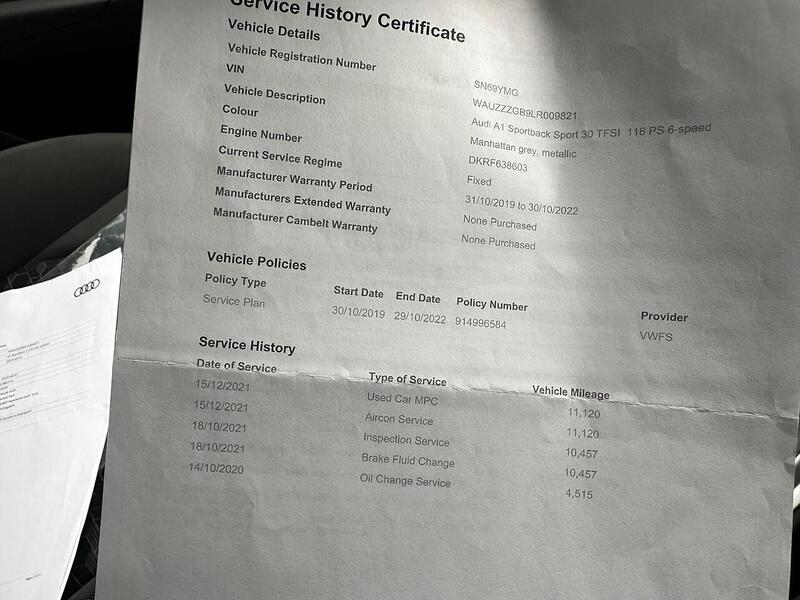 Service History Certificate
Vehicle Details
Vehicle Registration Number SN69YMG
VIN WAUZZZGB9LR009821
Vehicle Description Audi A1 Sportback Sport 30 TFSI 116 PS 6-speed
Colour Manhattan grey, metallic
Engine Number DKRF638603
Current Service Regime Fixed
Manufacturer Warranty Period 31/10/2019 to 30/10/2022
Manufacturers Extended Warranty None Purchased
Manufacturer Cambelt Warranty None Purchased
Vehicle Policies
Policy Type Start Date End Date Policy Number Provider
Service Plan 30/10/2019 29/10/2022 914996584 VWFS
Service History
Date of Service Type of Service Vehicle Mileage
15/12/2021 Used Car MPC 11,120
15/12/2021 Aircon Service 11,120
18/10/2021 Inspection Service 10,457
18/10/2021 Brake Fluid Change 10,457
14/10/2020 Oil Change Service 4,515